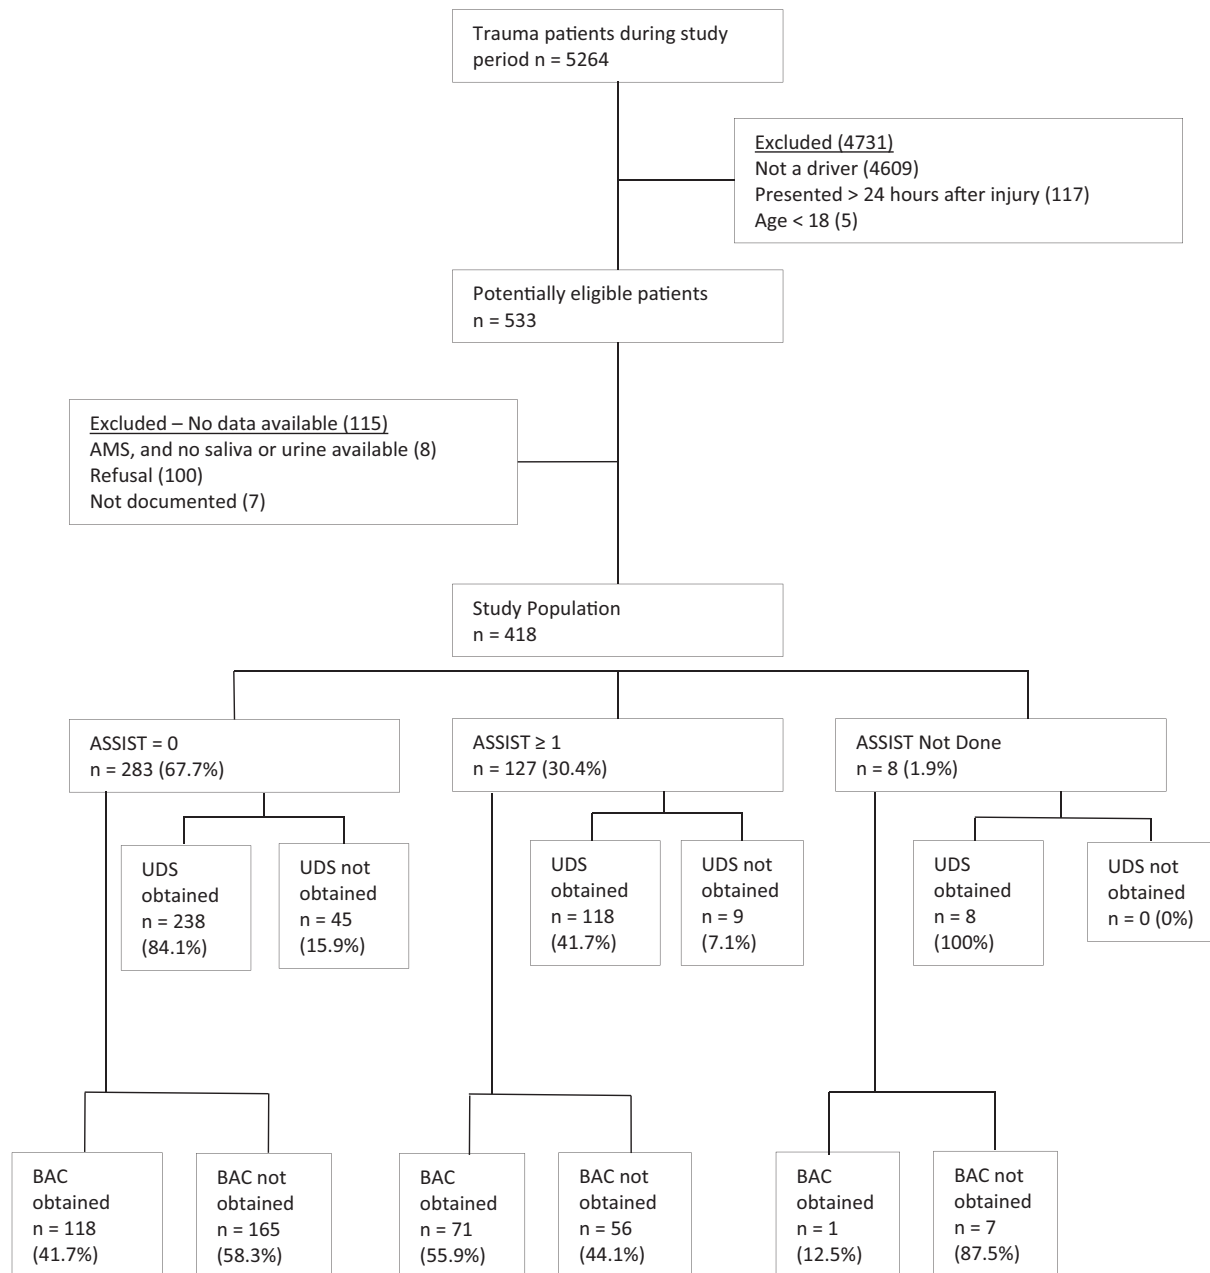 Trauma patients during study
period n = 5264
Excluded (4731)
Not a driver (4609)
Presented > 24 hours after injury (117)
Age < 18 (5)
Potentially eligible patients
n = 533
Excluded – No data available (115)
AMS, and no saliva or urine available (8)
Refusal (100)
Not documented (7)
Study Population
n = 418
ASSIST = 0
n = 283 (67.7%)
ASSIST ≥ 1
n = 127 (30.4%)
ASSIST Not Done
n = 8 (1.9%)
UDS
obtained
n = 238
(84.1%)
UDS not
obtained
n = 45
(15.9%)
UDS
obtained
n = 118
(41.7%)
UDS not
obtained
n = 9
(7.1%)
UDS
obtained
n = 8
(100%)
UDS not
obtained
n = 0 (0%)
BAC
obtained
n = 118
(41.7%)
BAC not
obtained
n = 165
(58.3%)
BAC
obtained
n = 71
(55.9%)
BAC not
obtained
n = 56
(44.1%)
BAC
obtained
n = 1
(12.5%)
BAC not
obtained
n = 7
(87.5%)